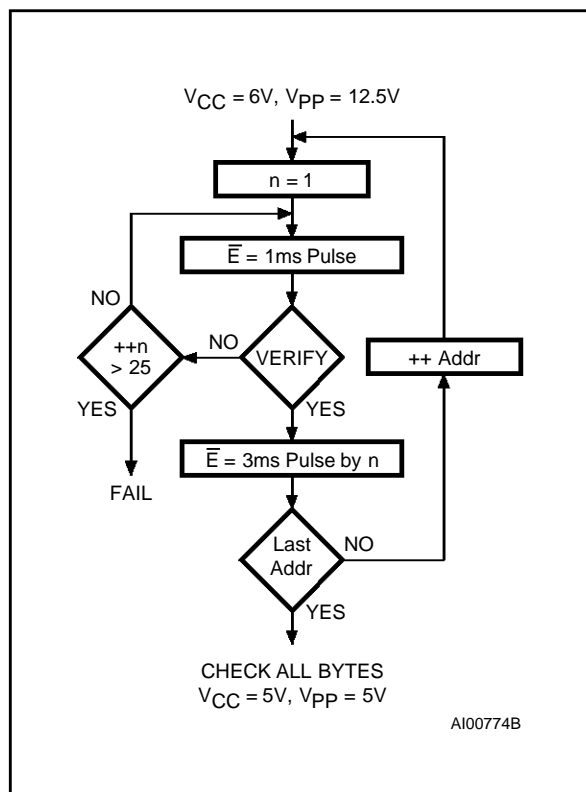 VCC = 6V, VPP = 12.5V
n = 1
E̅ = 1ms Pulse
NO
++n
> 25
NO
VERIFY
++ Addr
YES
YES
E̅ = 3ms Pulse by n
FAIL
Last
Addr
NO
YES
CHECK ALL BYTES
VCC = 5V, VPP = 5V
AI00774B